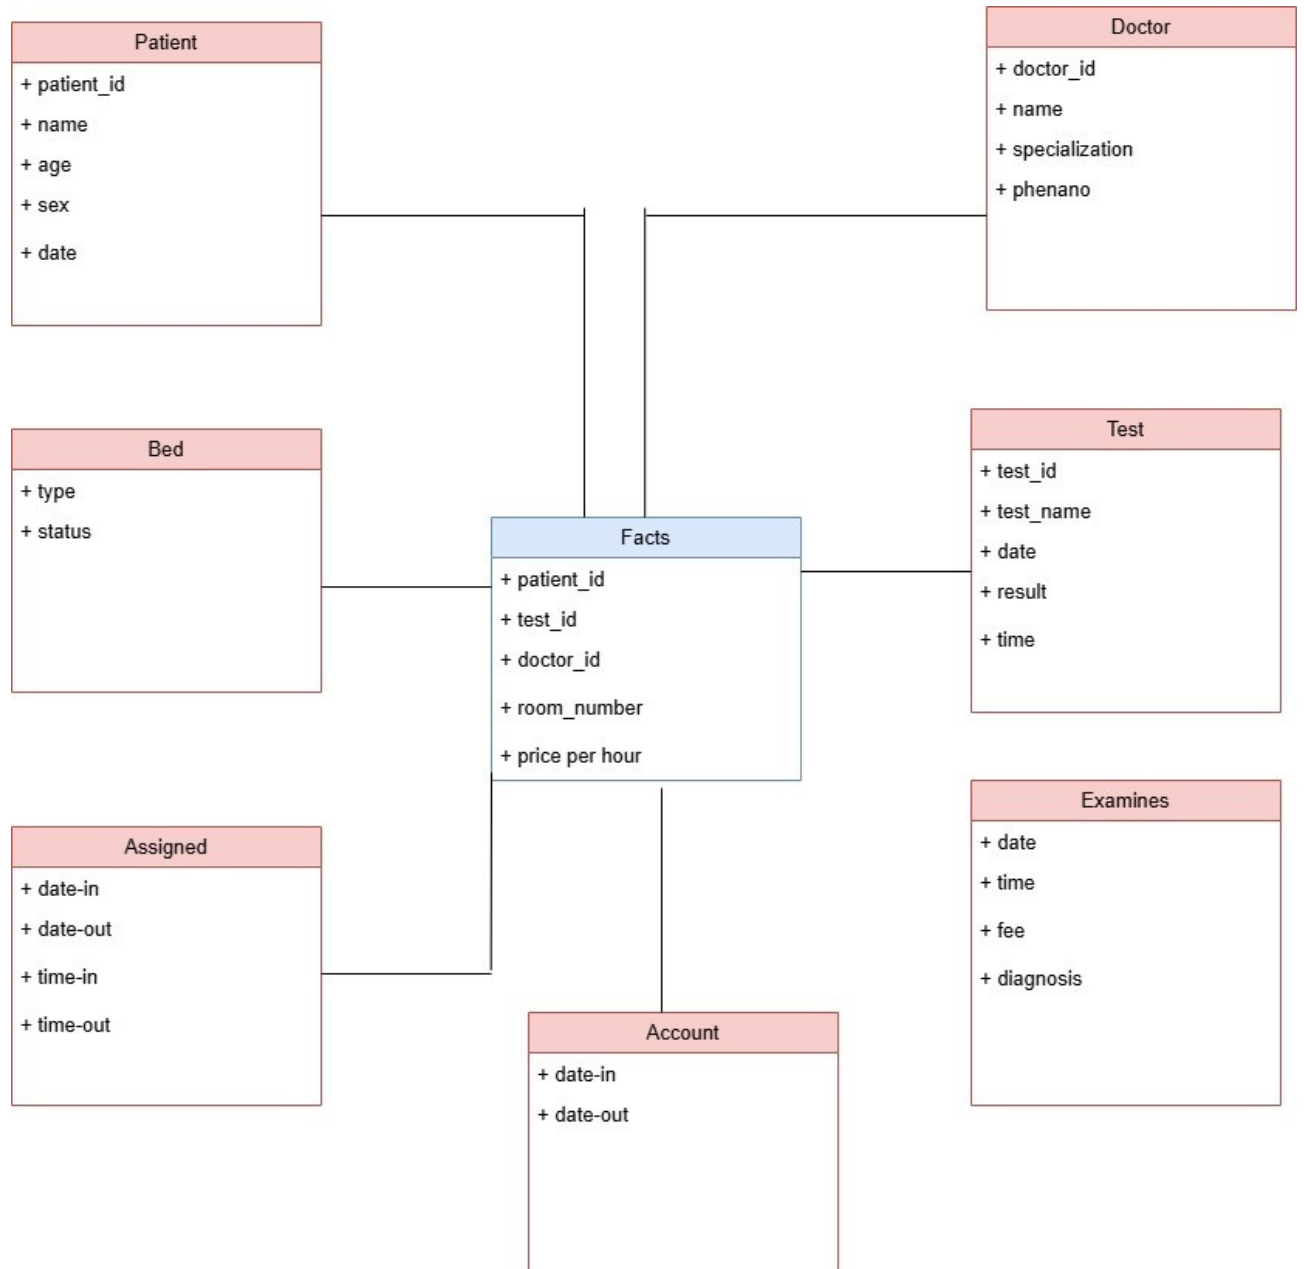 Patient
+ patient_id
+ name
+ age
+ sex
+ date
Doctor
+ doctor_id
+ name
+ specialization
+ phenano
Bed
+ type
+ status
Facts
+ patient_id
+ test_id
+ doctor_id
+ room_number
+ price per hour
Test
+ test_id
+ test_name
+ date
+ result
+ time
Assigned
+ date-in
+ date-out
+ time-in
+ time-out
Account
+ date-in
+ date-out
Examines
+ date
+ time
+ fee
+ diagnosis